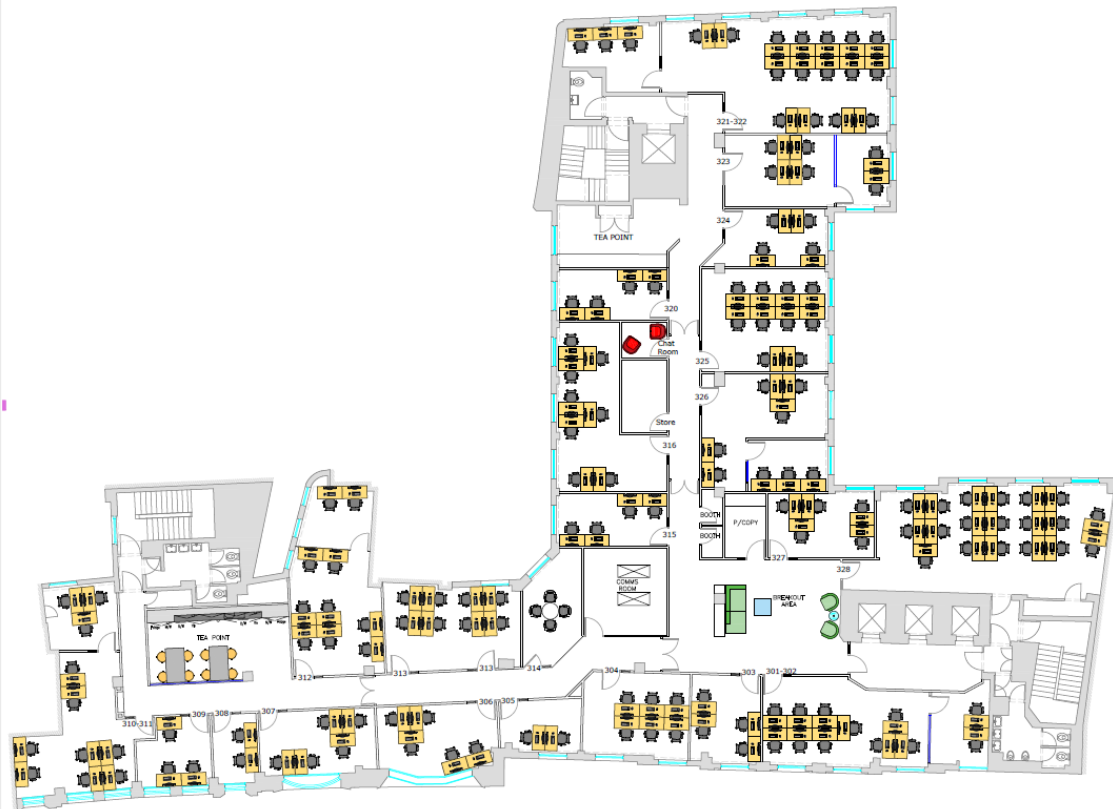 321-322
323
324
TEA POINT
320
Chat
Room
325
326
Store
316
BOOTH
P/COPY
BOOTH
315
327
328
COMMS
ROOM
BREAKOUT
AREA
TEA POINT
312
313
313
314
304
303
301-302
310-311
309
308
307
306
305